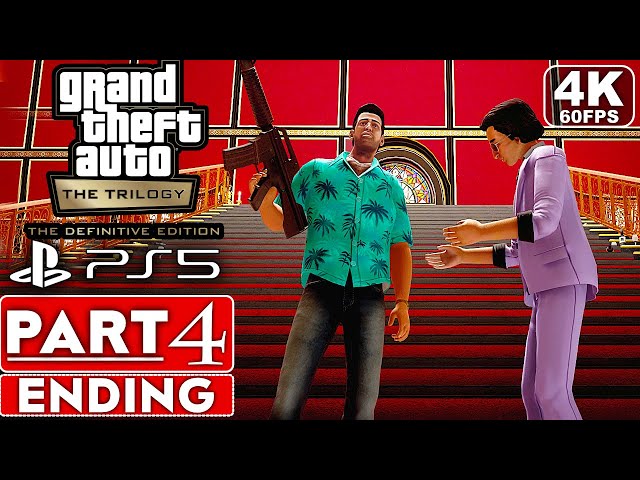 grand
theft
auto
THE TRILOGY
THE DEFINITIVE EDITION
PS5
PART 4
ENDING
4K
60FPS